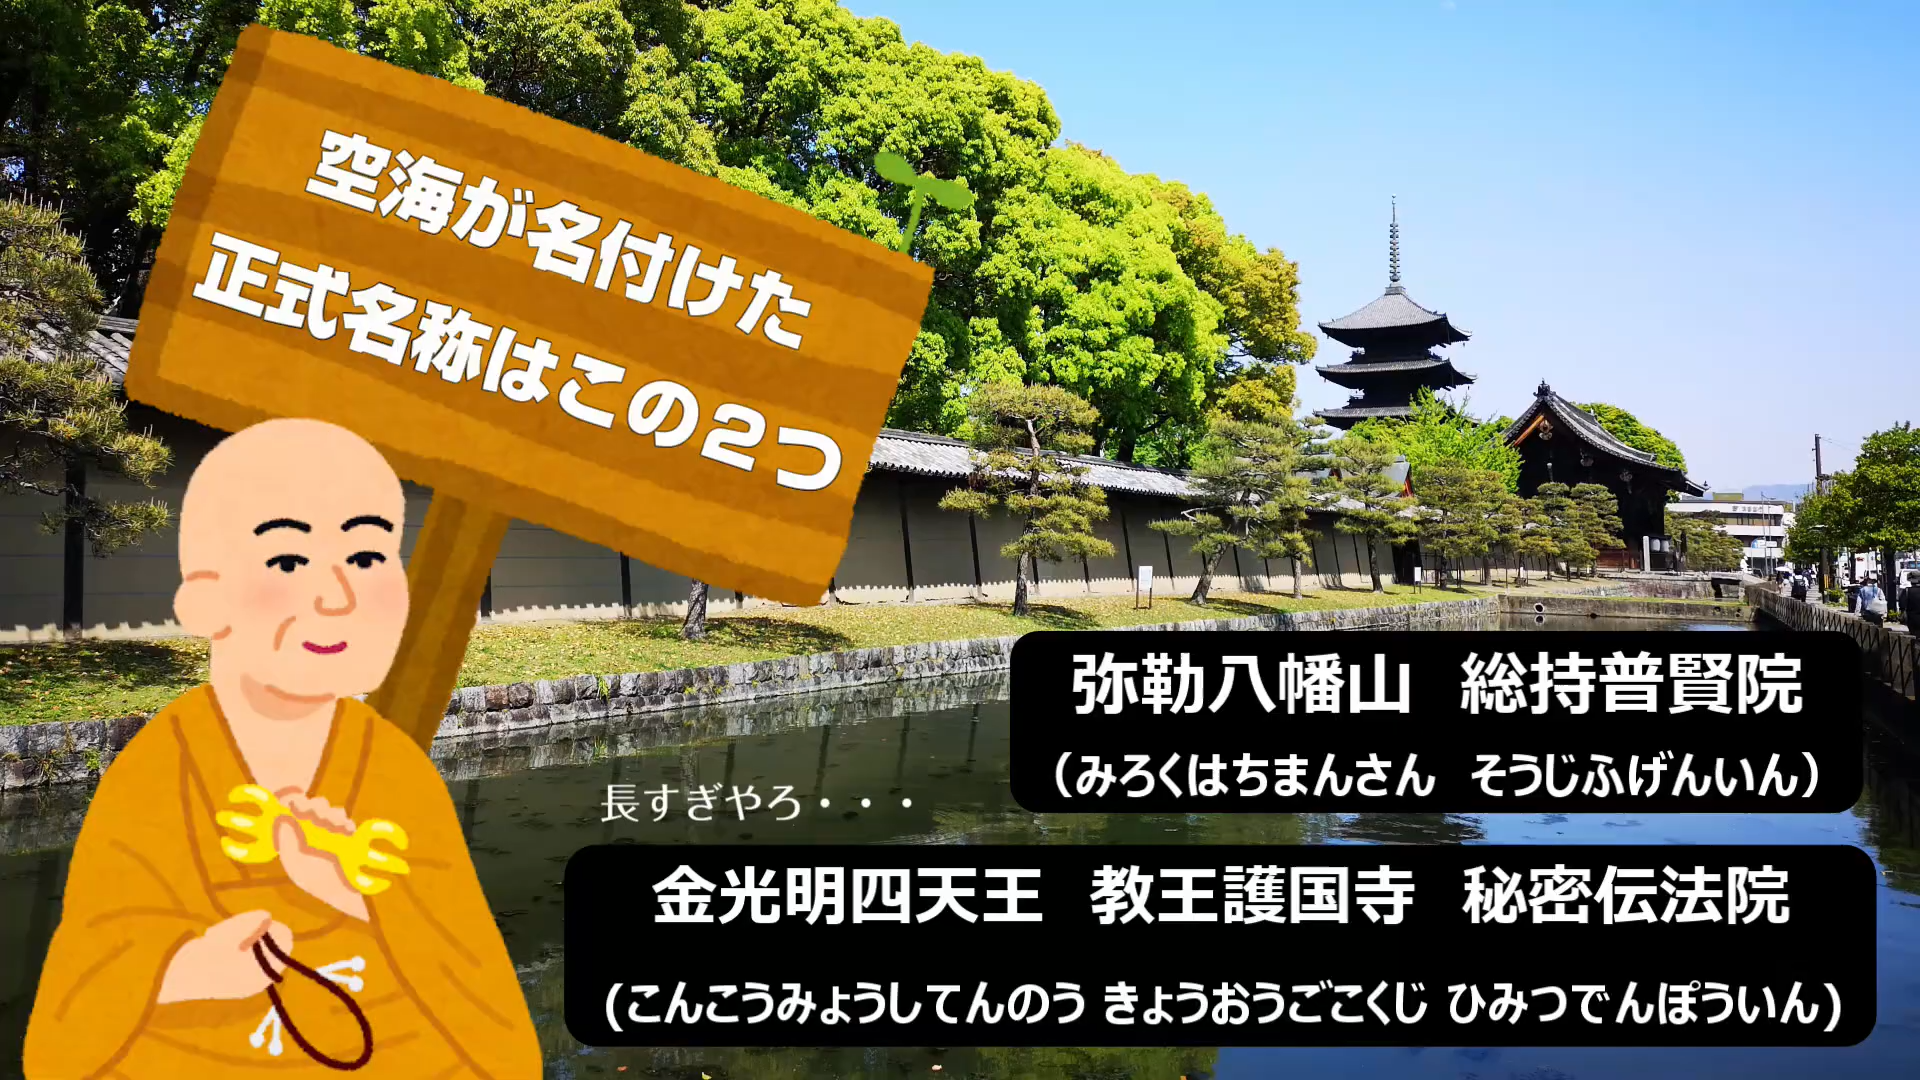 空海が名付けた
正式名称はこの2つ
弥勒八幡山 総持普賢院
(みろくはちまんさん そうじふげんいん)
長すぎやろ・・・
金光明四天王 教王護国寺 秘密伝法院
(こんこうみょうしてんのう きょうおうごこくじ ひみつでんぽういん)